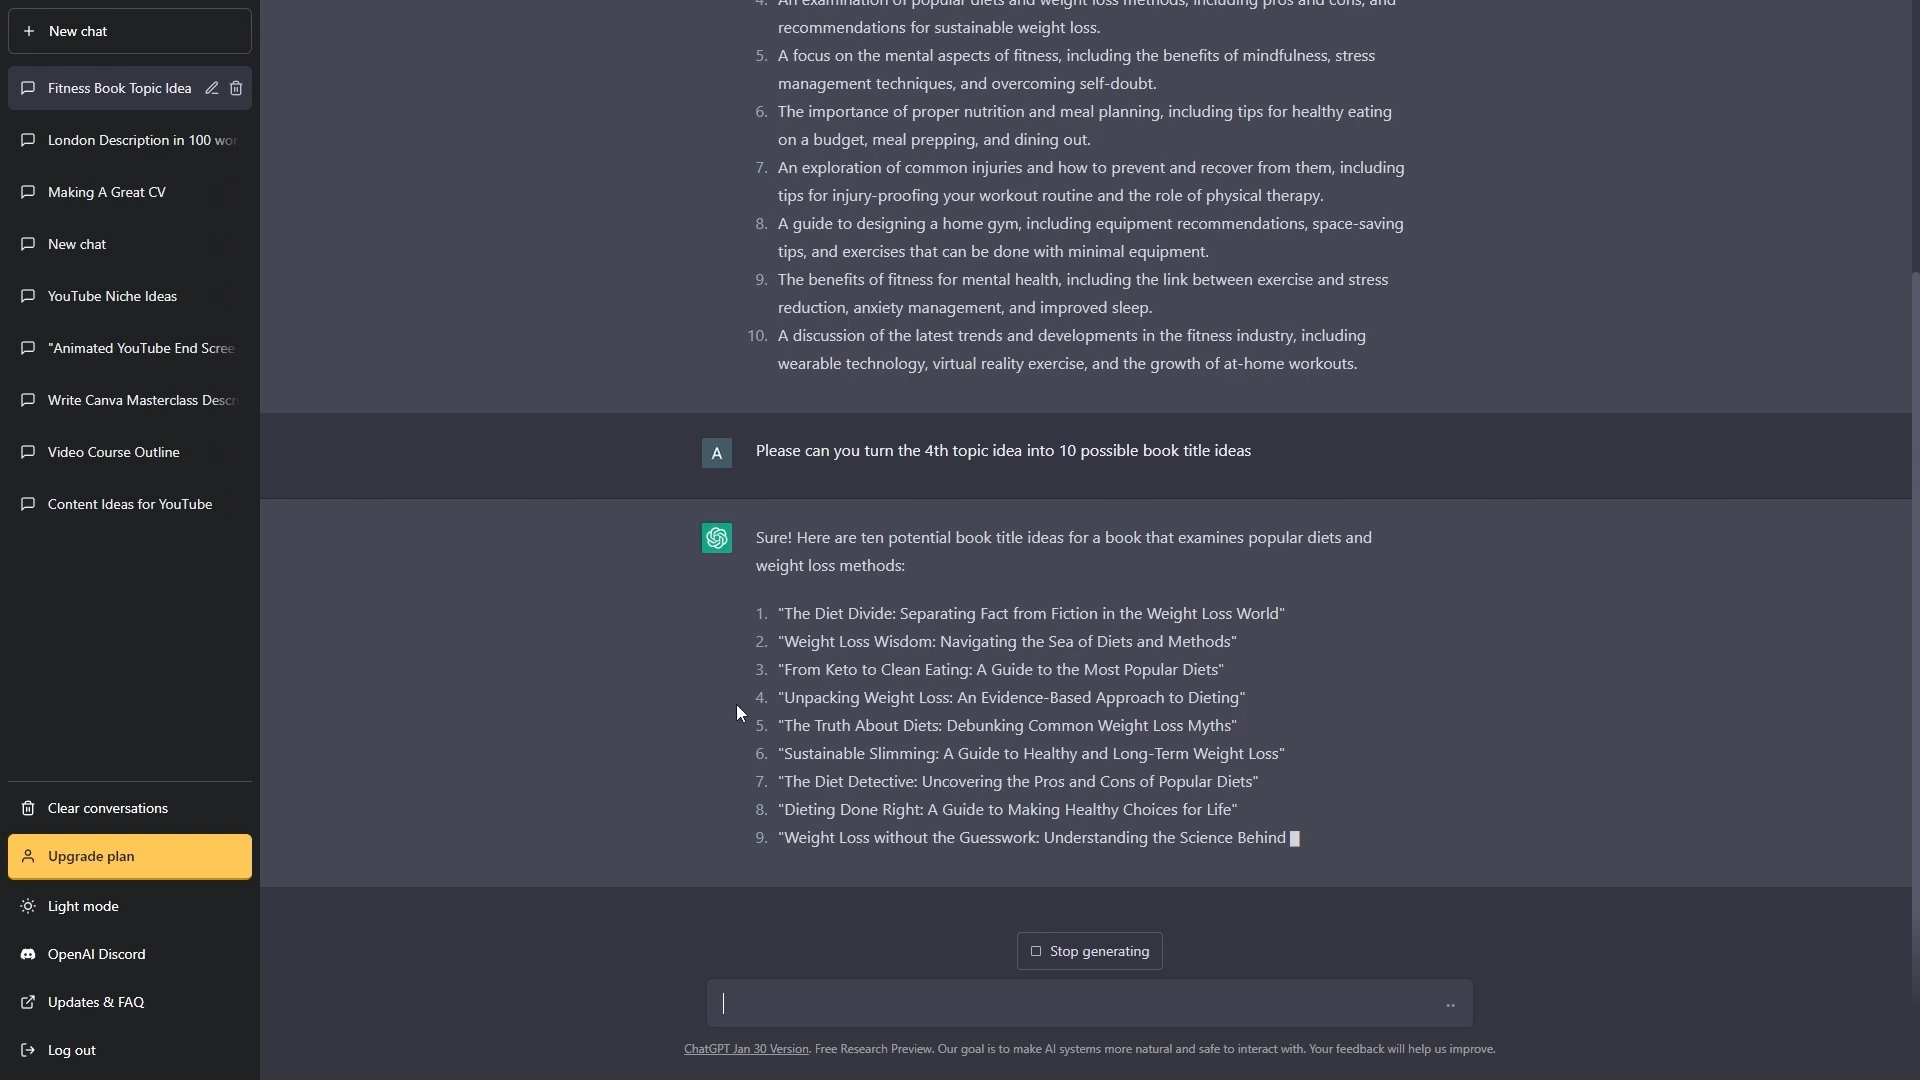 New chat
Fitness Book Topic Idea
London Description in 100 wor
Making A Great CV
New chat
YouTube Niche Ideas
"Animated YouTube End Scree
Write Canva Masterclass Descri
Video Course Outline
Content Ideas for YouTube
Clear conversations
Upgrade plan
Light mode
OpenAI Discord
Updates & FAQ
Log out
4. An examination of popular diets and weight loss methods, including pros and cons, and
recommendations for sustainable weight loss.
5. A focus on the mental aspects of fitness, including the benefits of mindfulness, stress
management techniques, and overcoming self-doubt.
6. The importance of proper nutrition and meal planning, including tips for healthy eating
on a budget, meal prepping, and dining out.
7. An exploration of common injuries and how to prevent and recover from them, including
tips for injury-proofing your workout routine and the role of physical therapy.
8. A guide to designing a home gym, including equipment recommendations, space-saving
tips, and exercises that can be done with minimal equipment.
9. The benefits of fitness for mental health, including the link between exercise and stress
reduction, anxiety management, and improved sleep.
10. A discussion of the latest trends and developments in the fitness industry, including
wearable technology, virtual reality exercise, and the growth of at-home workouts.
A
Please can you turn the 4th topic idea into 10 possible book title ideas
Sure! Here are ten potential book title ideas for a book that examines popular diets and
weight loss methods:
1. "The Diet Divide: Separating Fact from Fiction in the Weight Loss World"
2. "Weight Loss Wisdom: Navigating the Sea of Diets and Methods"
3. "From Keto to Clean Eating: A Guide to the Most Popular Diets"
4. "Unpacking Weight Loss: An Evidence-Based Approach to Dieting"
5. "The Truth About Diets: Debunking Common Weight Loss Myths"
6. "Sustainable Slimming: A Guide to Healthy and Long-Term Weight Loss"
7. "The Diet Detective: Uncovering the Pros and Cons of Popular Diets"
8. "Dieting Done Right: A Guide to Making Healthy Choices for Life"
9. "Weight Loss without the Guesswork: Understanding the Science Behind
Stop generating
ChatGPT Jan 30 Version. Free Research Preview. Our goal is to make AI systems more natural and safe to interact with. Your feedback will help us improve.